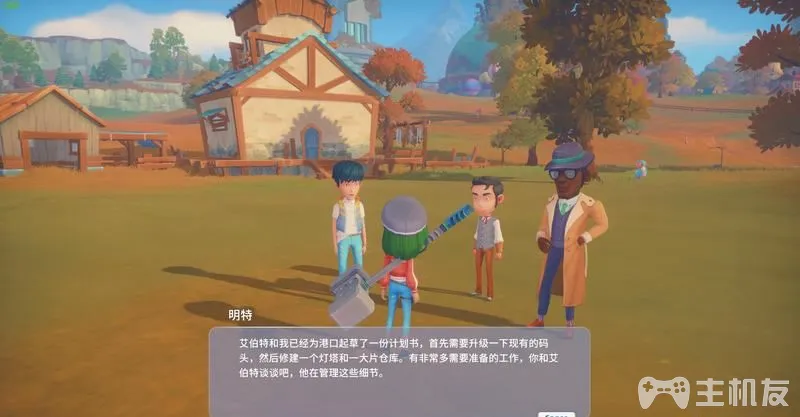 明特
艾伯特和我已经为港口起草了一份计划书，首先需要升级一下现有的码
头，然后修建一个灯塔和一大片仓库。有非常多需要准备的工作，你和艾
伯特谈谈吧，他在管理这些细节。
主机友